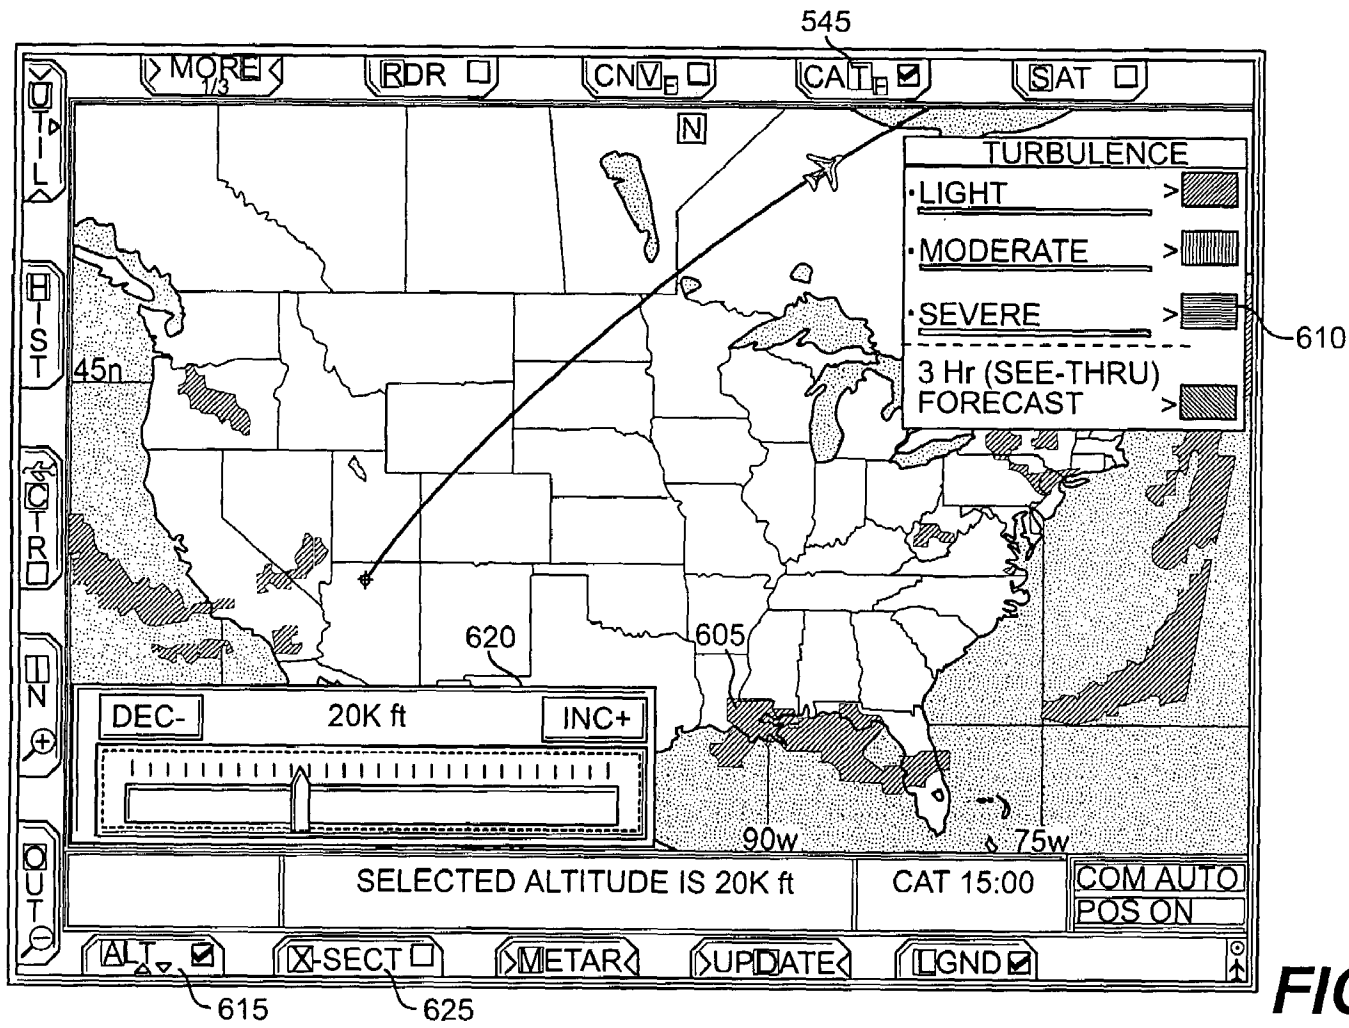 545
MORE
1/3
RDR
CNV E
CAT E
SAT
UTIL
N
TURBULENCE
LIGHT >
MODERATE >
SEVERE >
610
3 Hr (SEE-THRU)
FORECAST >
HIST
45n
CTR
IN
620
605
DEC-
20K ft
INC+
90w
75w
OUT
SELECTED ALTITUDE IS 20K ft
CAT 15:00
COM AUTO
POS ON
ALT
X-SECT
>METAR<
>UPDATE<
LGND
615
625
FIG